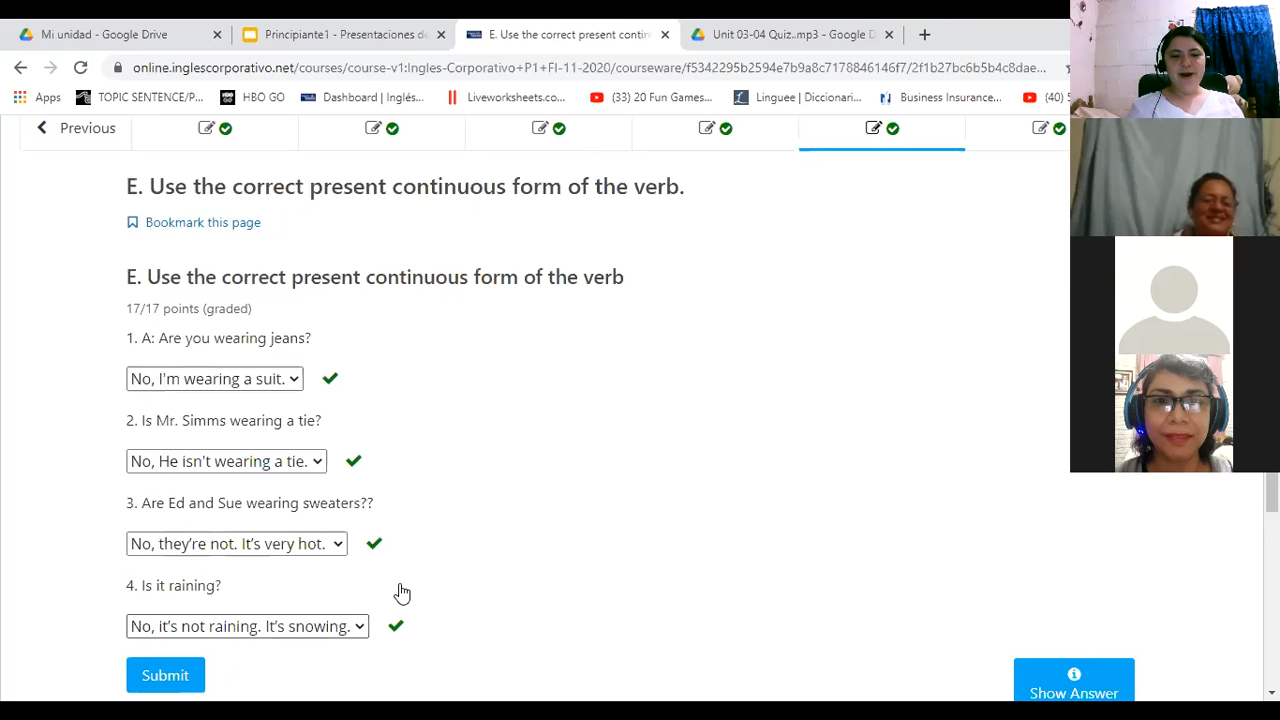 Mi unidad - Google Drive
Principiante1 - Presentaciones de
E. Use the correct present contin
Unit 03-04 Quiz..mp3 - Google D
online.inglescorporativo.net/courses/course-v1:Ingles-Corporativo+P1+FI-11-2020/courseware/f5342295b2594e7b9a8c7178846146f7/2f1b27bc6b5b4c8dae...
Apps
TOPIC SENTENCE/P...
HBO GO
Dashboard | Inglés...
Liveworksheets.co...
(33) 20 Fun Games...
Linguee | Diccionari...
Business Insurance...
(40) 5
Previous
E. Use the correct present continuous form of the verb.
Bookmark this page
E. Use the correct present continuous form of the verb
17/17 points (graded)
1. A: Are you wearing jeans?
No, I'm wearing a suit.
2. Is Mr. Simms wearing a tie?
No, He isn't wearing a tie.
3. Are Ed and Sue wearing sweaters??
No, they're not. It's very hot.
4. Is it raining?
No, it's not raining. It's snowing.
Submit
Show Answer